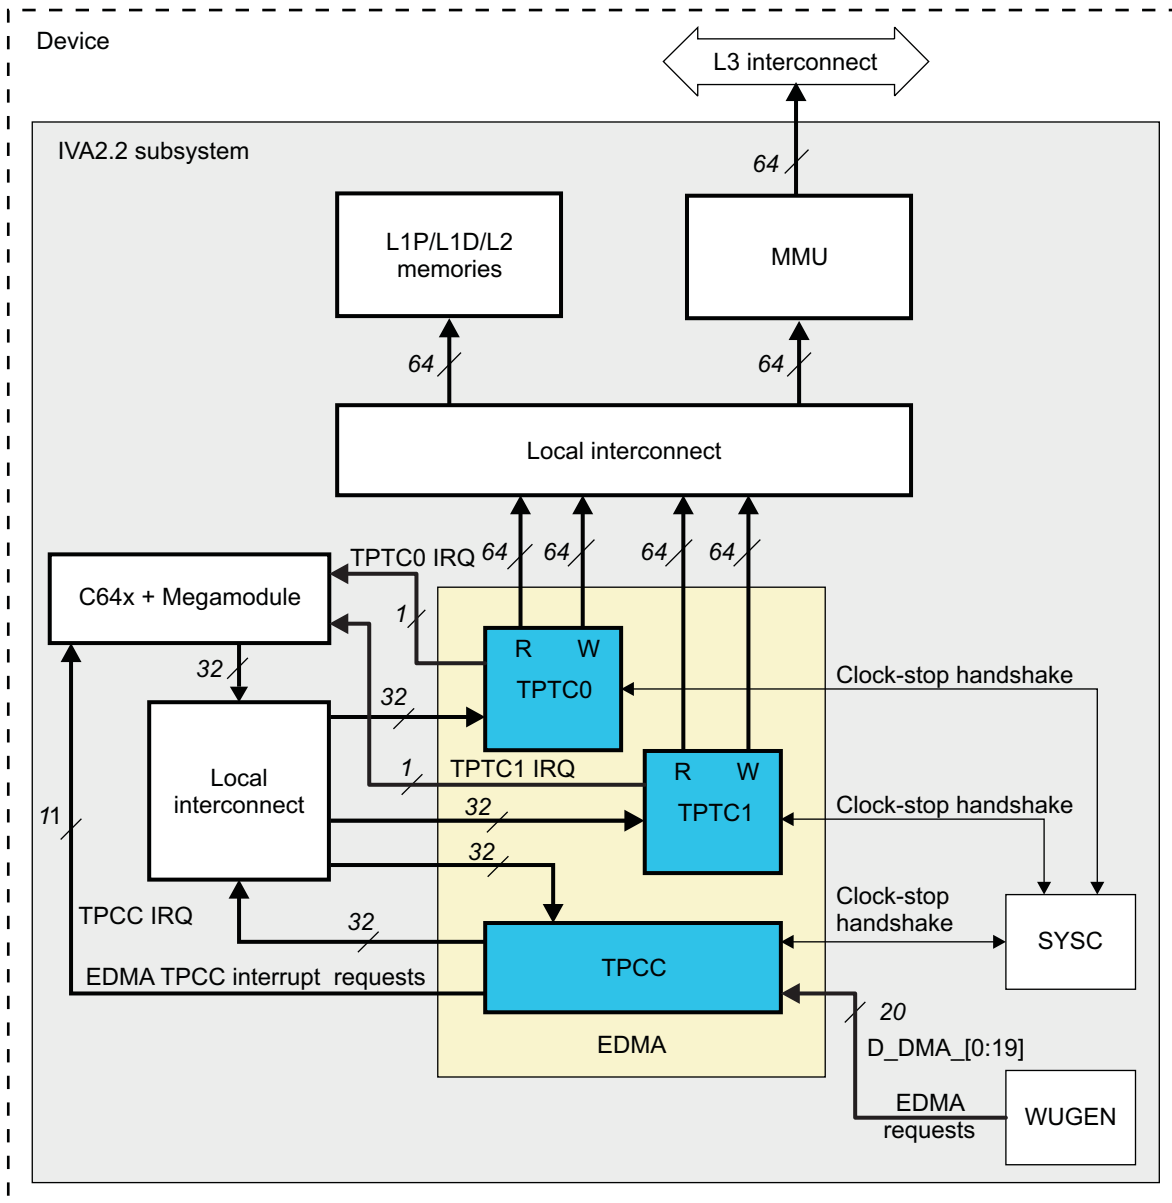 Device
L3 interconnect
IVA2.2 subsystem
64
L1P/L1D/L2
memories
MMU
64
64
Local interconnect
TPTC0 IRQ
64
64
64
64
C64x + Megamodule
1
R W
TPTC0
Clock-stop handshake
32
32
Local
interconnect
1
TPTC1 IRQ
R W
TPTC1
Clock-stop handshake
32
11
32
TPCC IRQ
32
Clock-stop
handshake
SYSC
TPCC
EDMA TPCC interrupt requests
20
D_DMA_[0:19]
EDMA
EDMA
requests
WUGEN